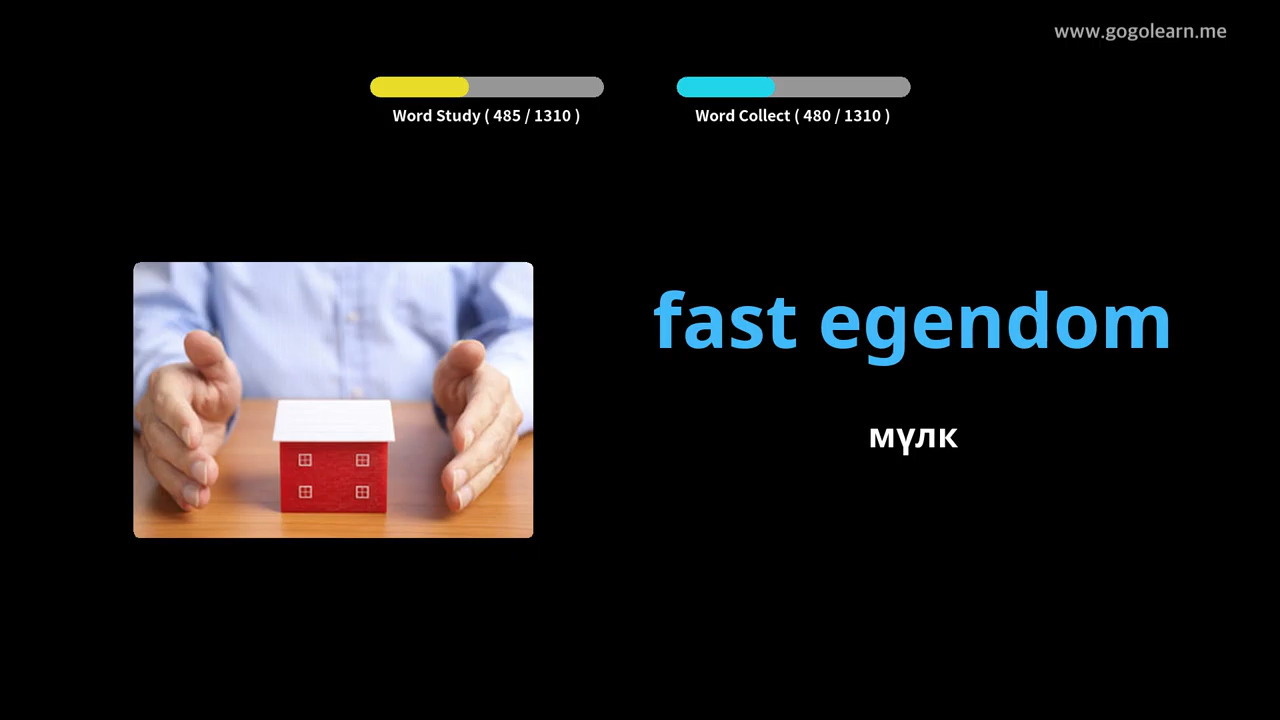 www.gogolearn.me
Word Study ( 485 / 1310 )
Word Collect ( 480 / 1310 )
fast egendom
мүлк